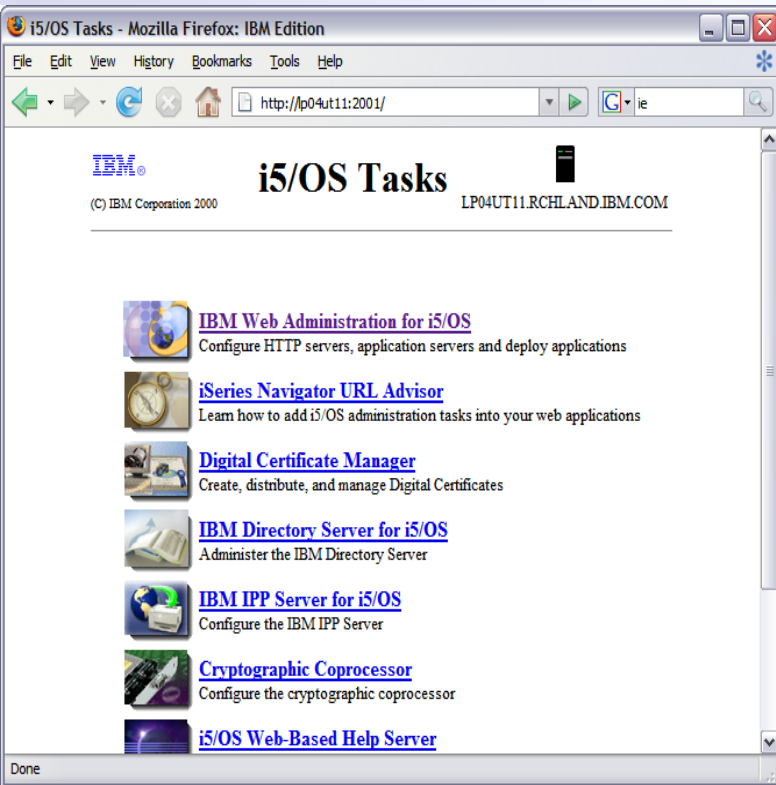 i5/OS Tasks - Mozilla Firefox: IBM Edition
File Edit View History Bookmarks Tools Help
http://lp04ut11:2001/
G
ie
IBM®
i5/OS Tasks
(C) IBM Corporation 2000
LP04UT11.RCHLAND.IBM.COM
IBM Web Administration for i5/OS
Configure HTTP servers, application servers and deploy applications
iSeries Navigator URL Advisor
Learn how to add i5/OS administration tasks into your web applications
Digital Certificate Manager
Create, distribute, and manage Digital Certificates
IBM Directory Server for i5/OS
Administer the IBM Directory Server
IBM IPP Server for i5/OS
Configure the IBM IPP Server
Cryptographic Coprocessor
Configure the cryptographic coprocessor
i5/OS Web-Based Help Server
Done